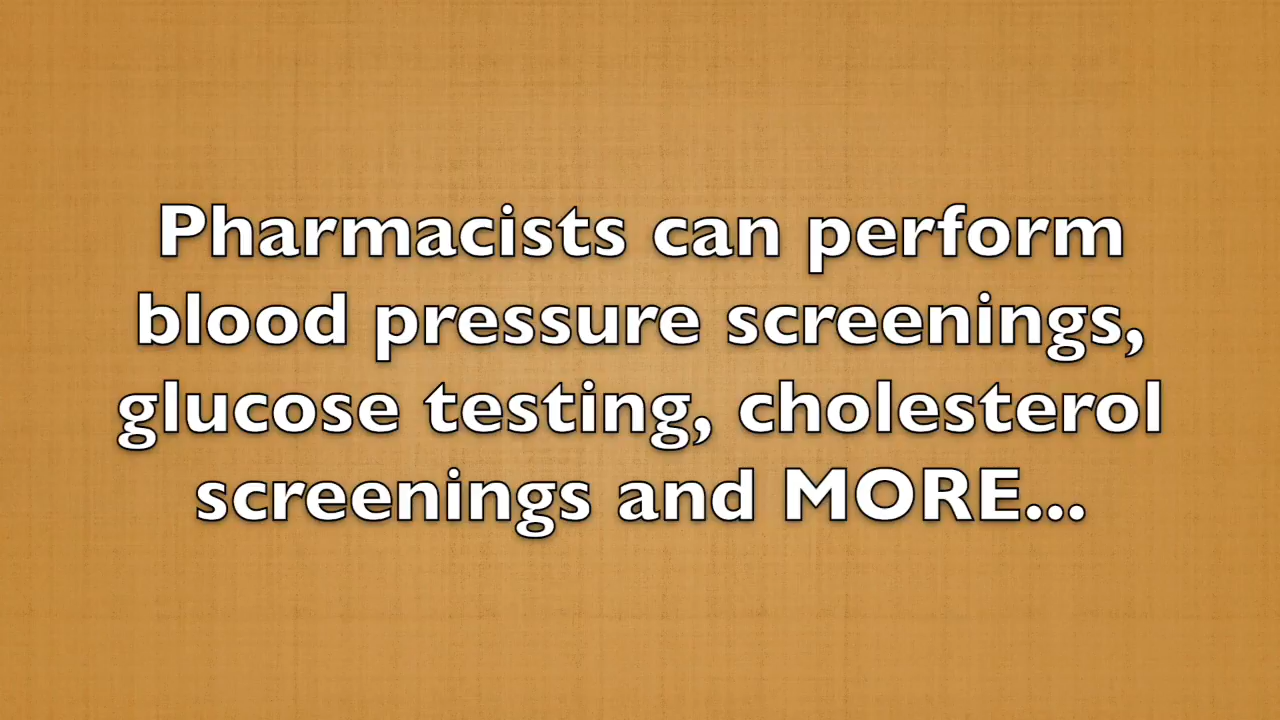 Pharmacists can perform
blood pressure screenings,
glucose testing, cholesterol
screenings and MORE...